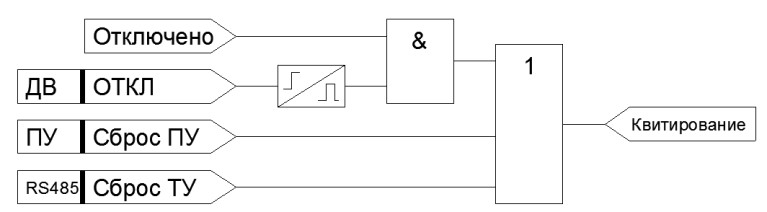 Отключено
&
ДВ ОТКЛ
1
ПУ Сброс ПУ
Квитирование
RS485 Сброс ТУ